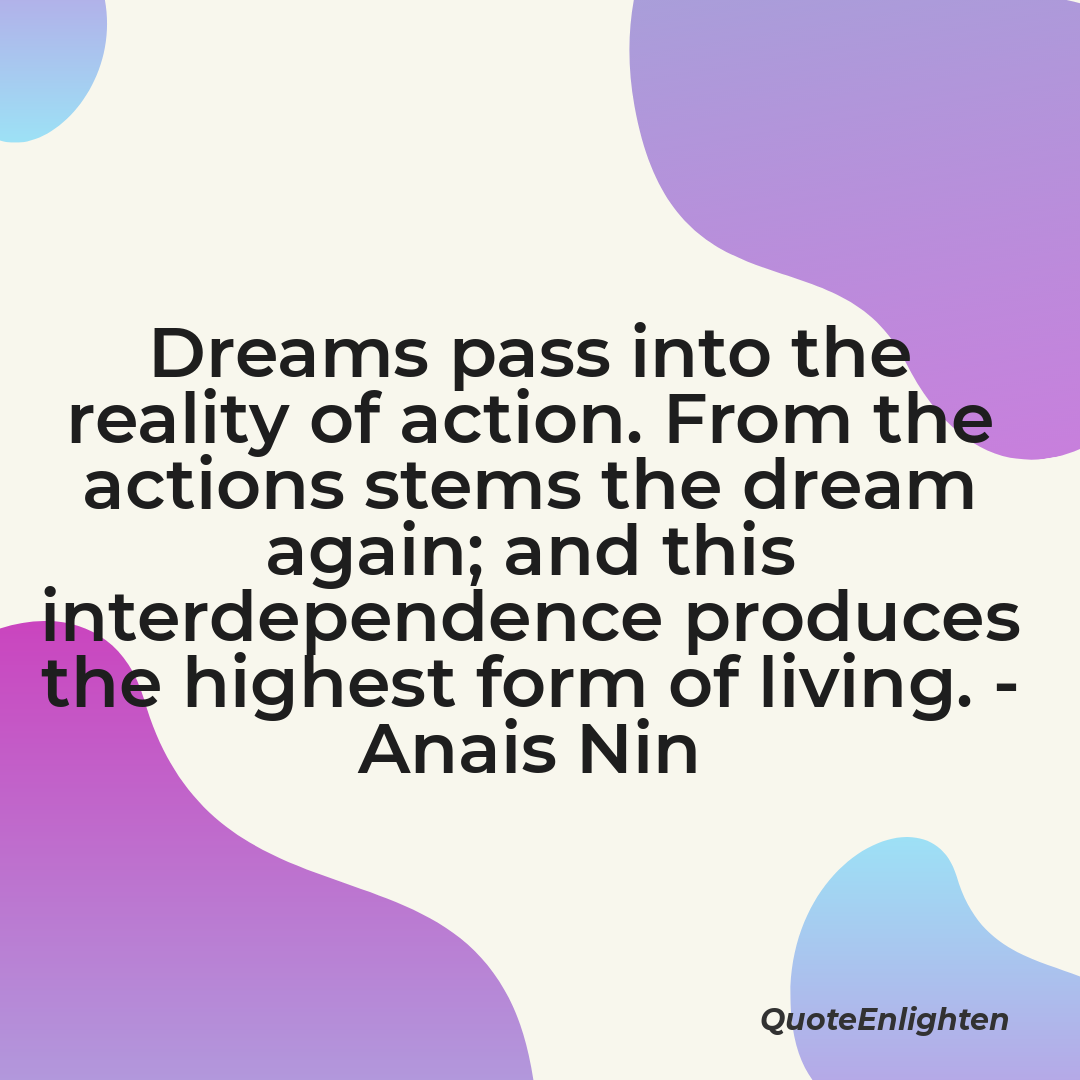 Dreams pass into the
reality of action. From the
actions stems the dream
again; and this
interdependence produces
the highest form of living. -
Anais Nin
QuoteEnlighten